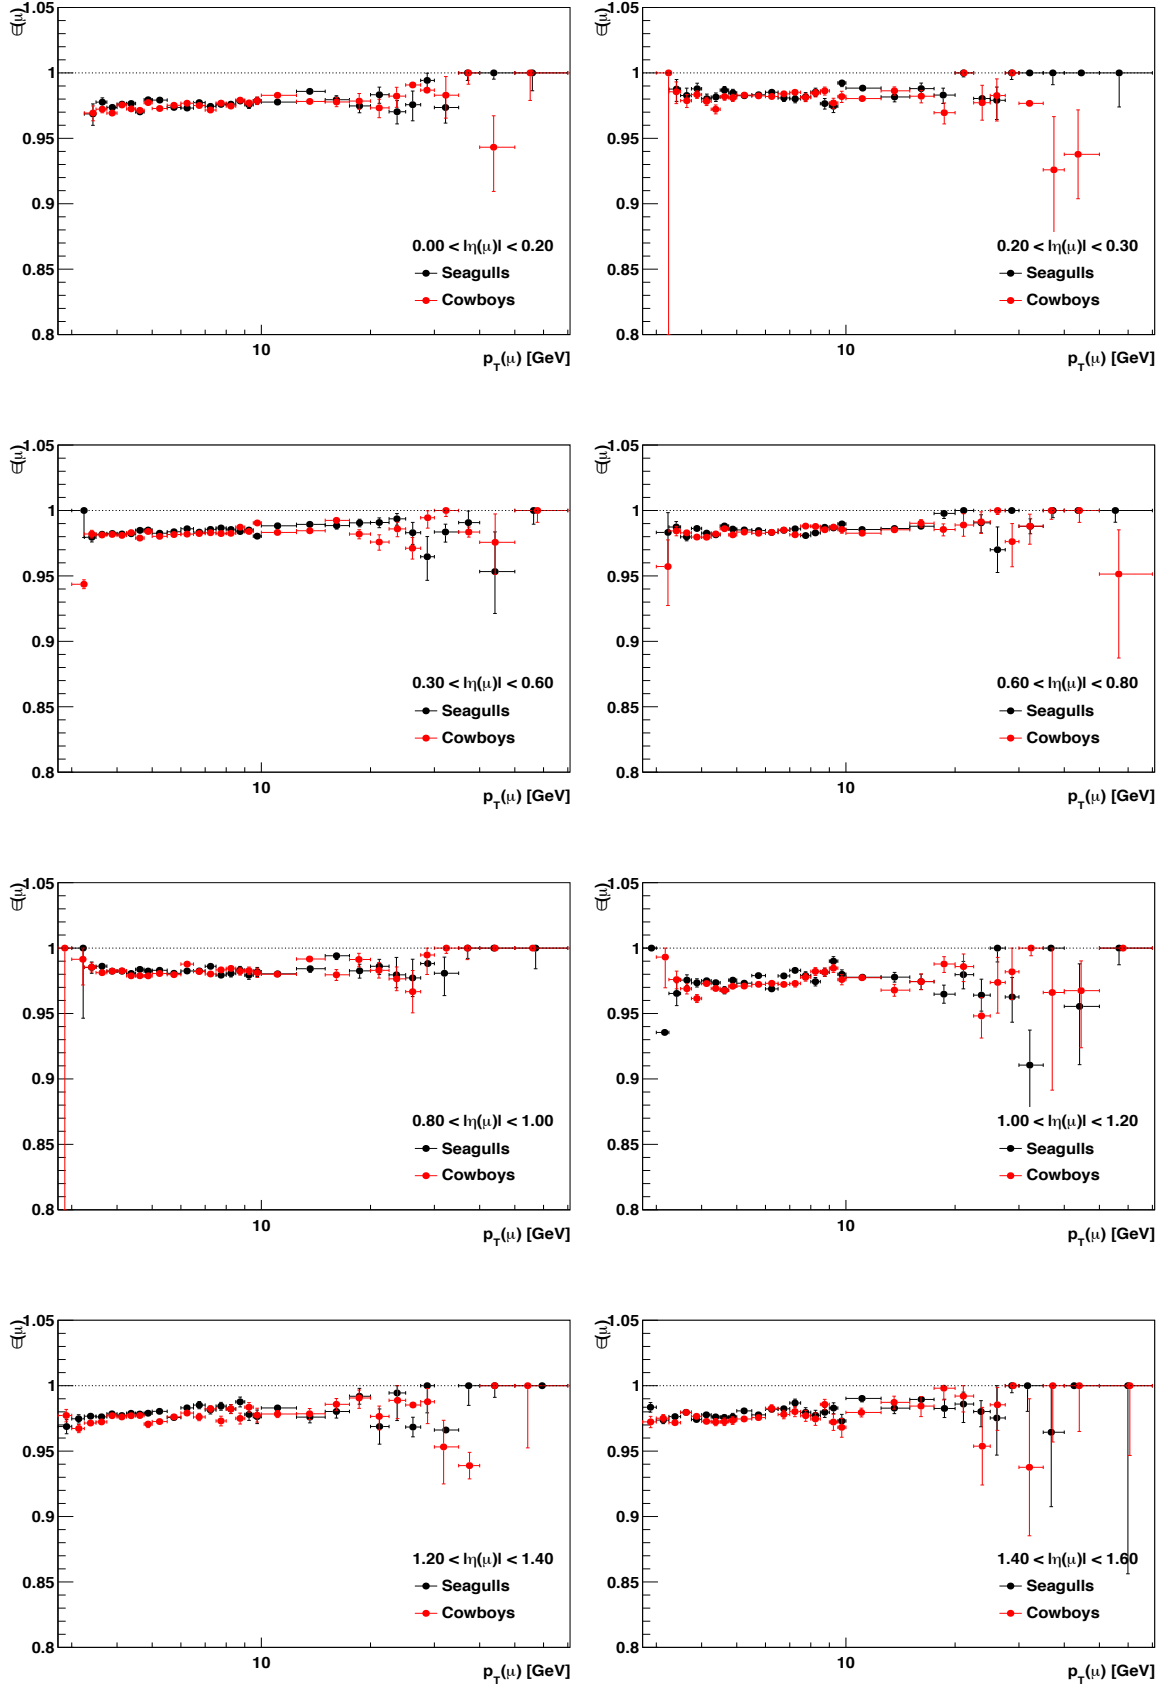 1.05
∈(μ)
1
0.95
0.9
0.00 < |η(μ)| < 0.20
0.85
Seagulls
Cowboys
0.8
10
p_T(μ) [GeV]
1.05
∈(μ)
1
0.95
0.9
0.20 < |η(μ)| < 0.30
0.85
Seagulls
Cowboys
0.8
10
p_T(μ) [GeV]
1.05
∈(μ)
1
0.95
0.9
0.30 < |η(μ)| < 0.60
0.85
Seagulls
Cowboys
0.8
10
p_T(μ) [GeV]
1.05
∈(μ)
1
0.95
0.9
0.60 < |η(μ)| < 0.80
0.85
Seagulls
Cowboys
0.8
10
p_T(μ) [GeV]
1.05
∈(μ)
1
0.95
0.9
0.80 < |η(μ)| < 1.00
0.85
Seagulls
Cowboys
0.8
10
p_T(μ) [GeV]
1.05
∈(μ)
1
0.95
0.9
1.00 < |η(μ)| < 1.20
0.85
Seagulls
Cowboys
0.8
10
p_T(μ) [GeV]
1.05
∈(μ)
1
0.95
0.9
1.20 < |η(μ)| < 1.40
0.85
Seagulls
Cowboys
0.8
10
p_T(μ) [GeV]
1.05
∈(μ)
1
0.95
0.9
1.40 < |η(μ)| < 1.60
0.85
Seagulls
Cowboys
0.8
10
p_T(μ) [GeV]